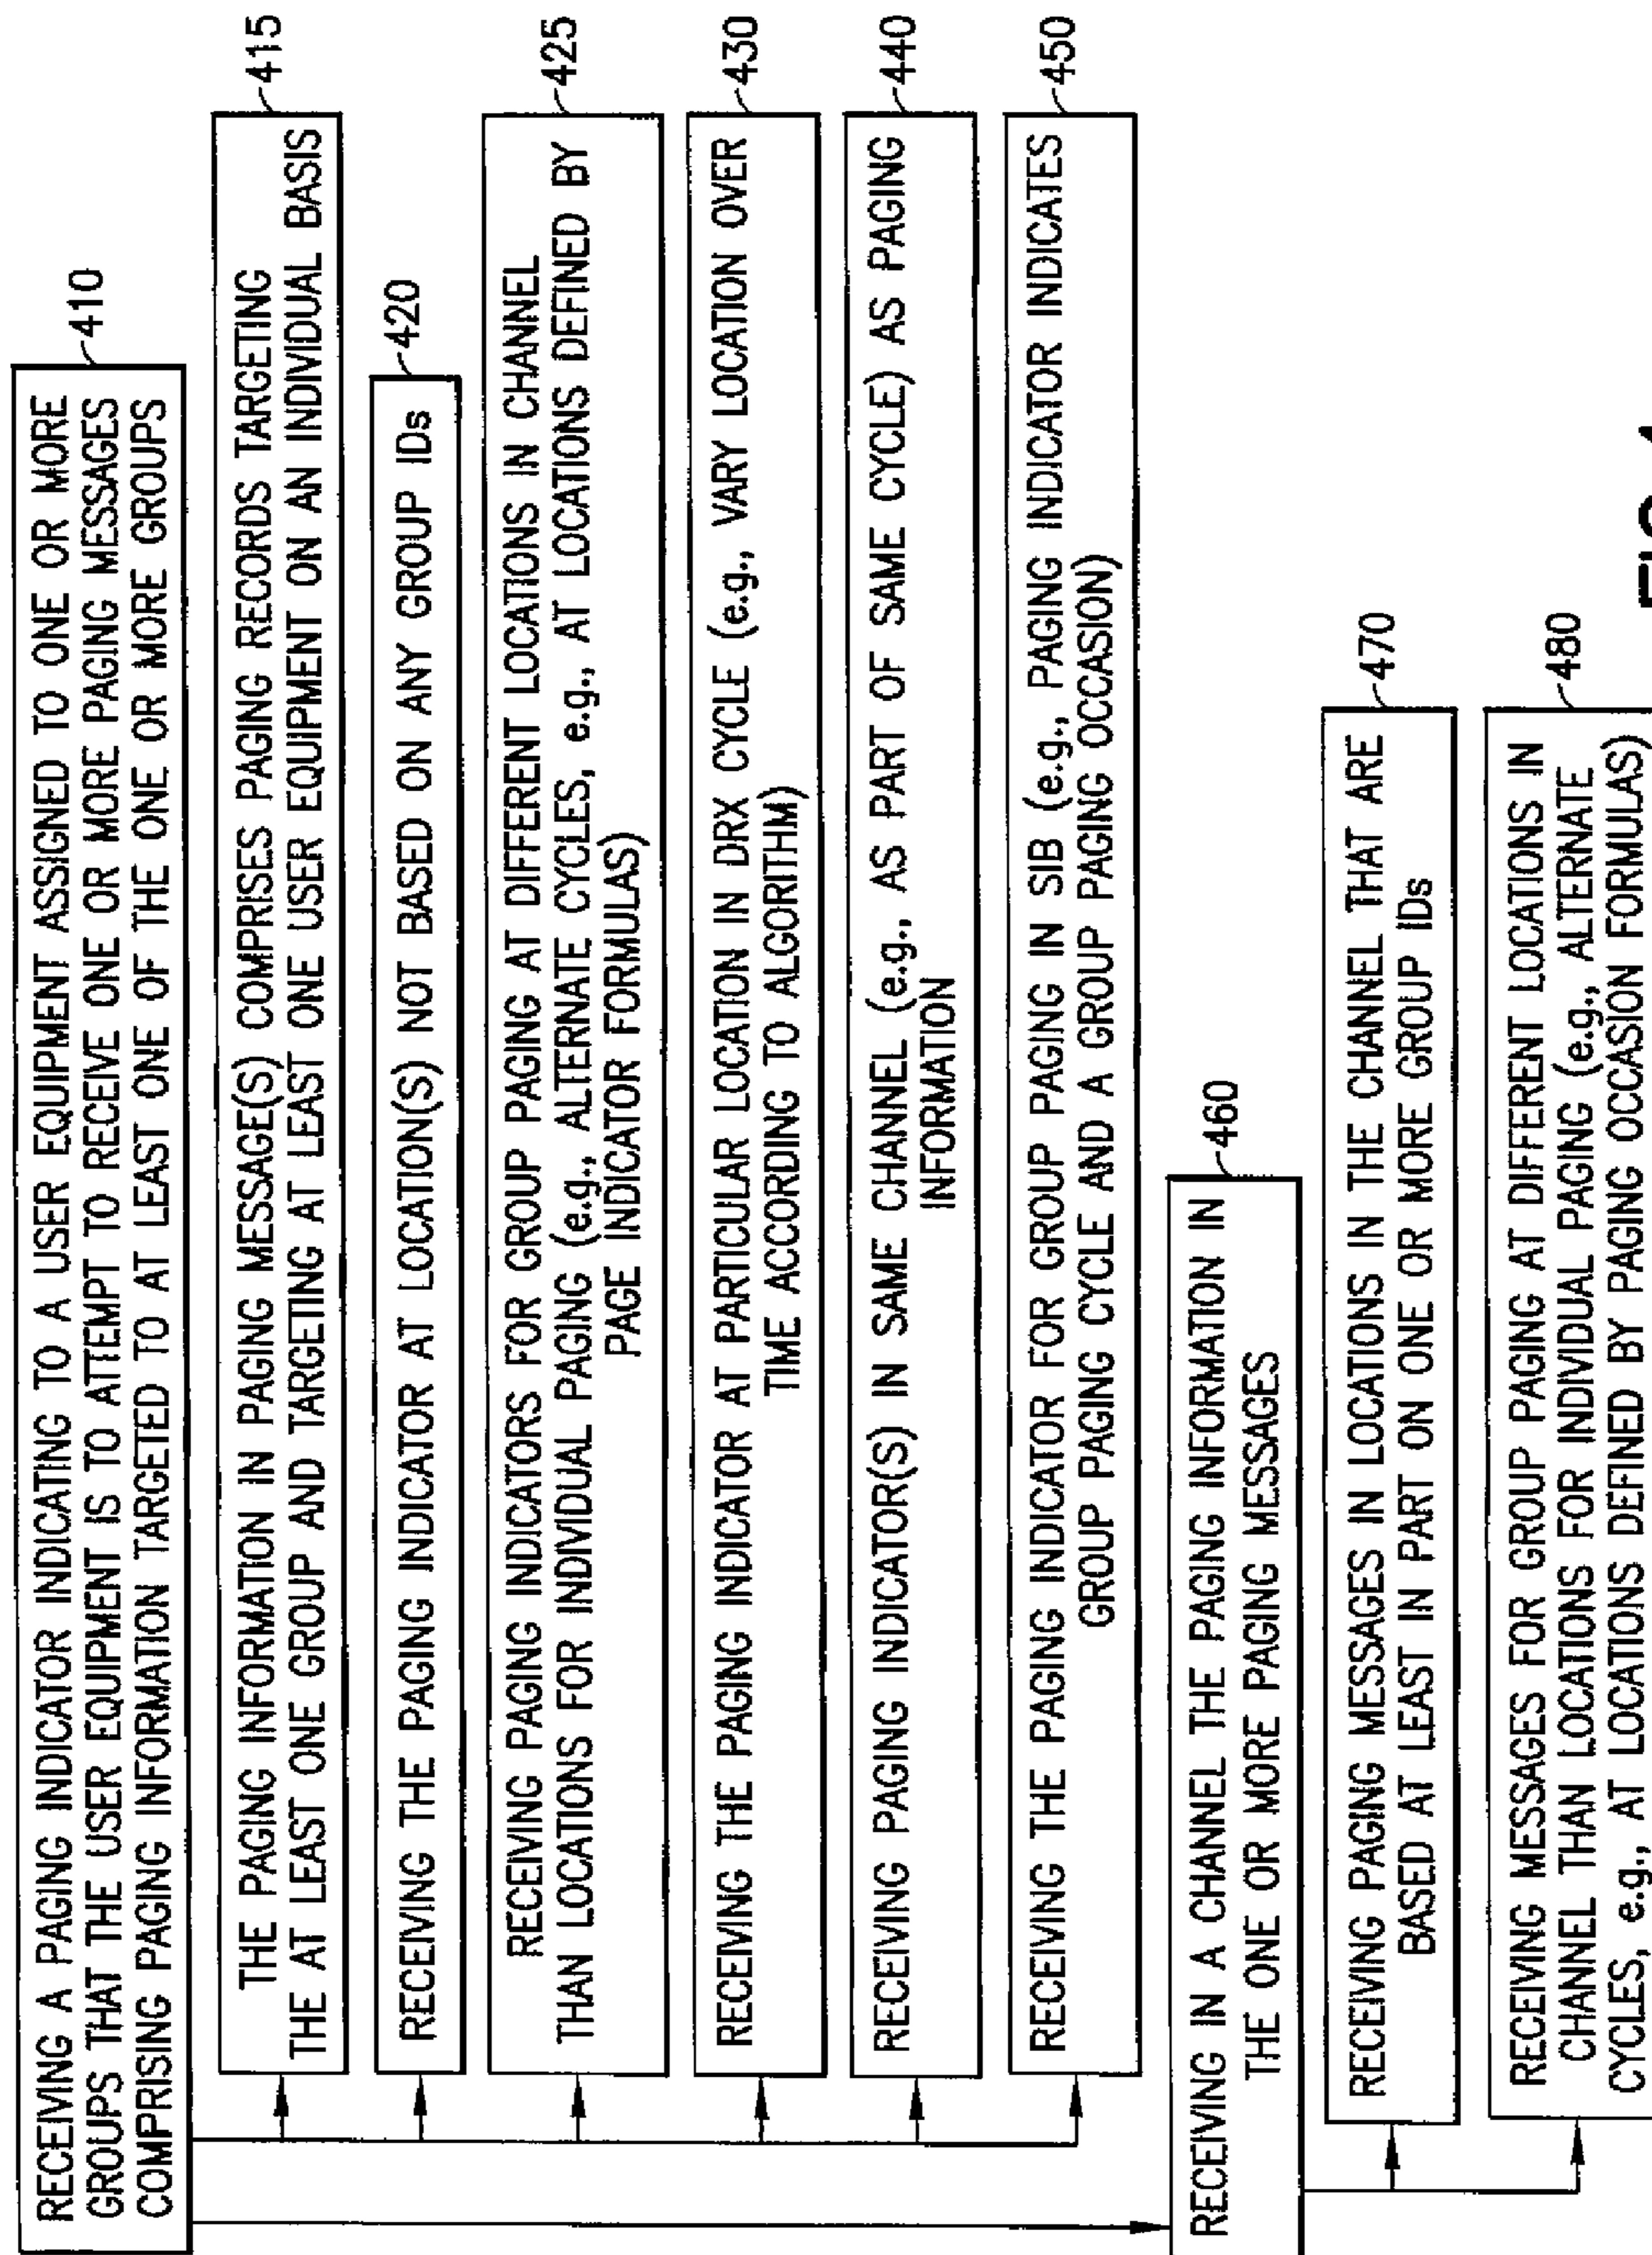 RECEIVING A PAGING INDICATOR INDICATING TO A USER EQUIPMENT ASSIGNED TO ONE OR MORE
GROUPS THAT THE USER EQUIPMENT IS TO ATTEMPT TO RECEIVE ONE OR MORE PAGING MESSAGES
COMPRISING PAGING INFORMATION TARGETED TO AT LEAST ONE OF THE ONE OR MORE GROUPS
410
THE PAGING INFORMATION IN PAGING MESSAGE(S) COMPRISES PAGING RECORDS TARGETING
THE AT LEAST ONE GROUP AND TARGETING AT LEAST ONE USER EQUIPMENT ON AN INDIVIDUAL BASIS
415
RECEIVING THE PAGING INDICATOR AT LOCATION(S) NOT BASED ON ANY GROUP IDs
420
RECEIVING PAGING INDICATORS FOR GROUP PAGING AT DIFFERENT LOCATIONS IN CHANNEL
THAN LOCATIONS FOR INDIVIDUAL PAGING (e.g., ALTERNATE CYCLES, e.g., AT LOCATIONS DEFINED BY
PAGE INDICATOR FORMULAS)
425
RECEIVING THE PAGING INDICATOR AT PARTICULAR LOCATION IN DRX CYCLE (e.g., VARY LOCATION OVER
TIME ACCORDING TO ALGORITHM)
430
RECEIVING PAGING INDICATOR(S) IN SAME CHANNEL (e.g., AS PART OF SAME CYCLE) AS PAGING
INFORMATION
440
RECEIVING THE PAGING INDICATOR FOR GROUP PAGING IN SIB (e.g., PAGING INDICATOR INDICATES
GROUP PAGING CYCLE AND A GROUP PAGING OCCASION)
450
RECEIVING IN A CHANNEL THE PAGING INFORMATION IN
THE ONE OR MORE PAGING MESSAGES
460
RECEIVING PAGING MESSAGES IN LOCATIONS IN THE CHANNEL THAT ARE
BASED AT LEAST IN PART ON ONE OR MORE GROUP IDs
470
RECEIVING MESSAGES FOR GROUP PAGING AT DIFFERENT LOCATIONS IN
CHANNEL THAN LOCATIONS FOR INDIVIDUAL PAGING (e.g., ALTERNATE
CYCLES, e.g., AT LOCATIONS DEFINED BY PAGING OCCASION FORMULAS)
480